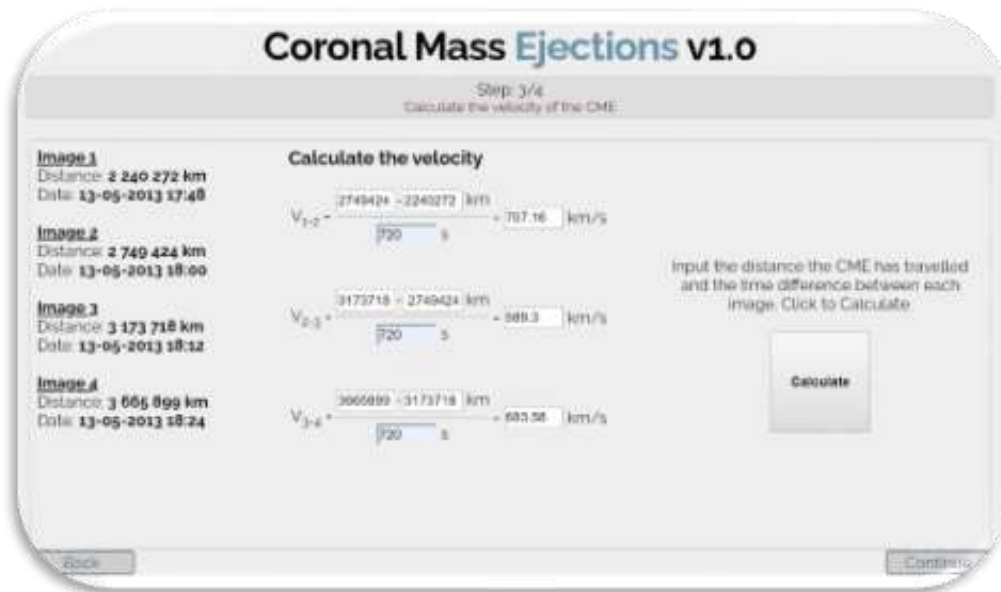 Coronal Mass Ejections v1.0
Step: 3/4
Calculate the velocity of the CME
Image 1
Distance: 2 240 272 km
Date: 13-05-2013 17:48
Image 2
Distance: 2 749 424 km
Date: 13-05-2013 18:00
Image 3
Distance: 3 173 718 km
Date: 13-05-2013 18:12
Image 4
Distance: 3 665 899 km
Date: 13-05-2013 18:24
Calculate the velocity
2749424 - 2240272 km
V1-2 = = 707.16 km/s
720 s
3173718 - 2749424 km
V2-3 = = 589.3 km/s
720 s
3665899 - 3173718 km
V3-4 = = 683.58 km/s
720 s
Input the distance the CME has travelled
and the time difference between each
image. Click to Calculate
Calculate
Back
Continue